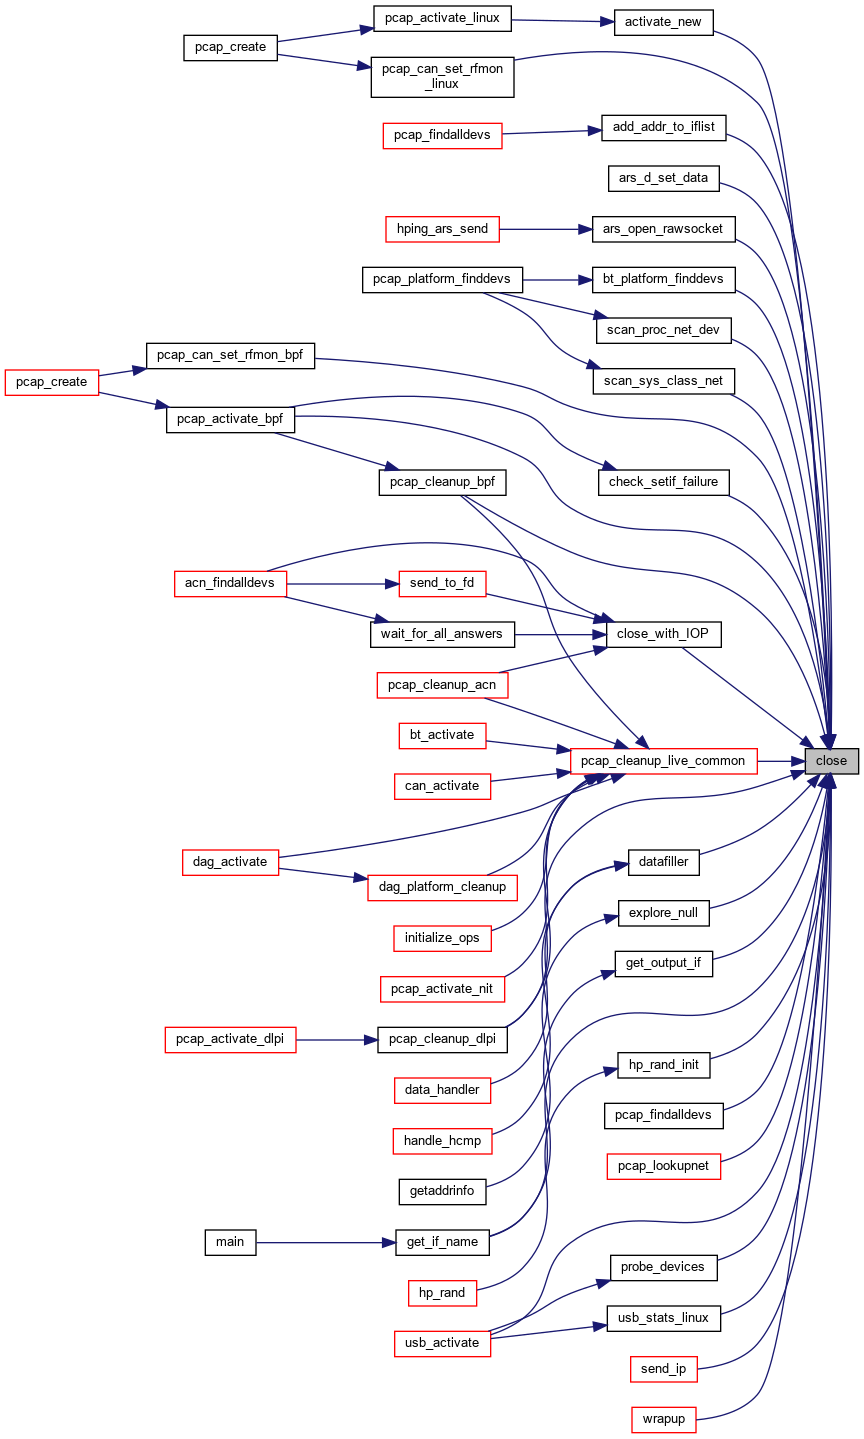 pcap_activate_linux
activate_new
pcap_create
pcap_can_set_rfmon
_linux
add_addr_to_iflist
pcap_findalldevs
ars_d_set_data
hping_ars_send
ars_open_rawsocket
pcap_platform_finddevs
bt_platform_finddevs
scan_proc_net_dev
pcap_can_set_rfmon_bpf
pcap_create
scan_sys_class_net
pcap_activate_bpf
pcap_cleanup_bpf
check_setif_failure
acn_findalldevs
send_to_fd
wait_for_all_answers
close_with_IOP
pcap_cleanup_acn
bt_activate
pcap_cleanup_live_common
close
can_activate
dag_activate
datafiller
dag_platform_cleanup
explore_null
initialize_ops
get_output_if
pcap_activate_nit
pcap_activate_dlpi
pcap_cleanup_dlpi
hp_rand_init
data_handler
pcap_findalldevs
handle_hcmp
pcap_lookupnet
getaddrinfo
main
get_if_name
probe_devices
hp_rand
usb_stats_linux
usb_activate
send_ip
wrapup